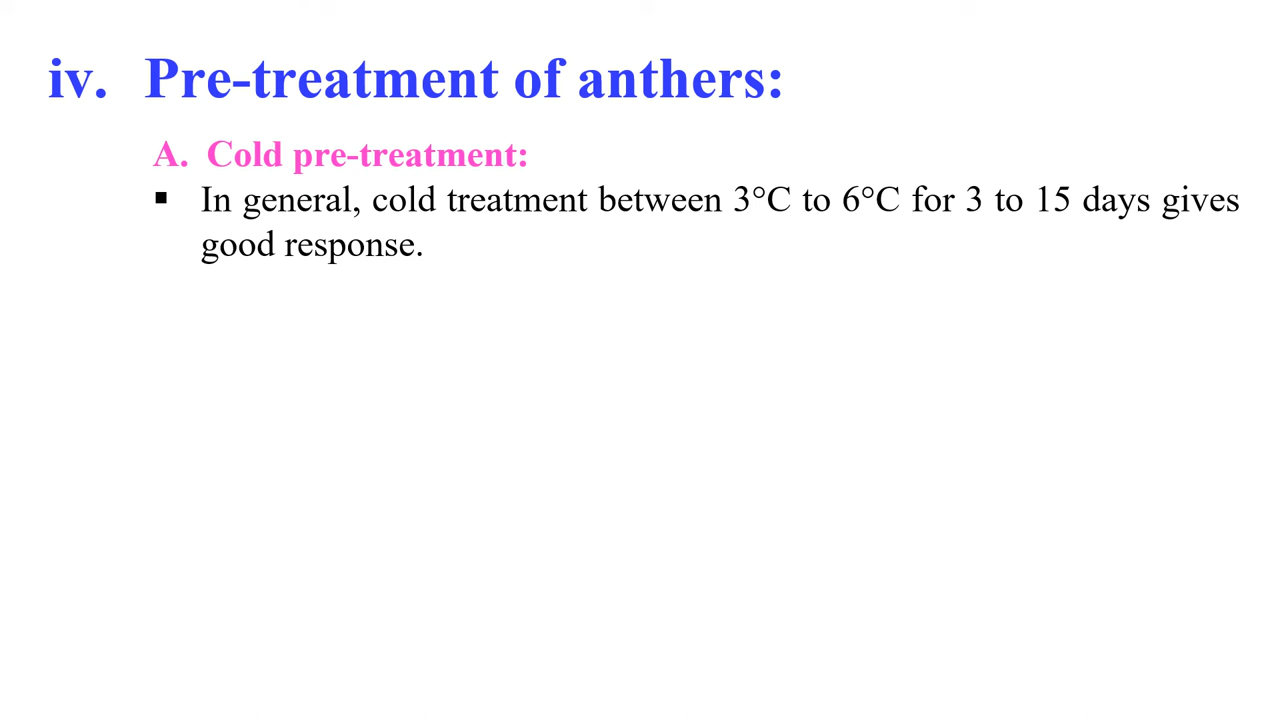 iv. Pre-treatment of anthers:
A. Cold pre-treatment:
▪ In general, cold treatment between 3°C to 6°C for 3 to 15 days gives
good response.